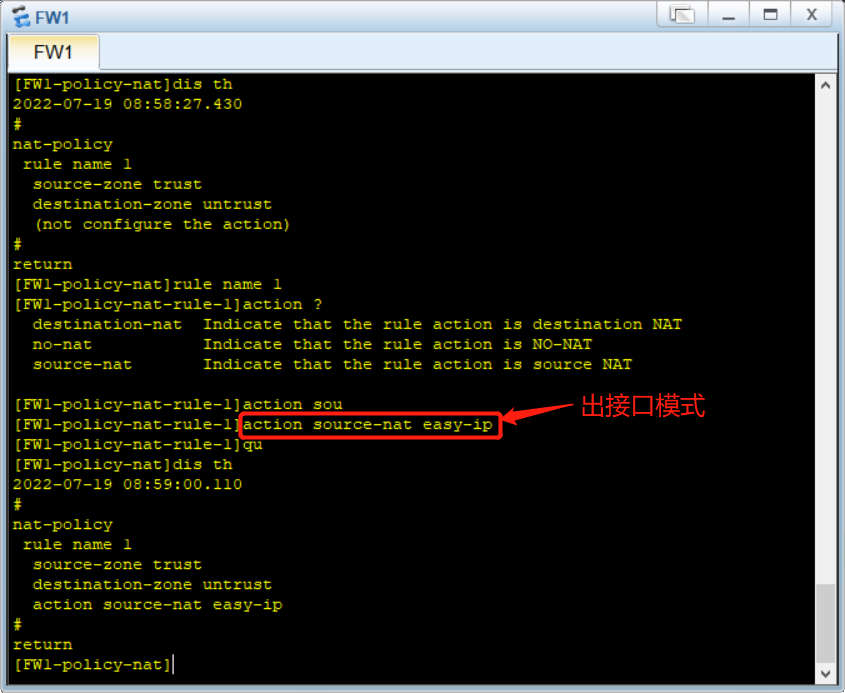 FW1
FW1
[FW1-policy-nat]dis th
2022-07-19 08:58:27.430
#
nat-policy
 rule name 1
  source-zone trust
  destination-zone untrust
  (not configure the action)
#
return
[FW1-policy-nat]rule name 1
[FW1-policy-nat-rule-1]action ?
  destination-nat  Indicate that the rule action is destination NAT
  no-nat           Indicate that the rule action is NO-NAT
  source-nat       Indicate that the rule action is source NAT
[FW1-policy-nat-rule-1]action sou
[FW1-policy-nat-rule-1]action source-nat easy-ip 出接口模式
[FW1-policy-nat-rule-1]qu
[FW1-policy-nat]dis th
2022-07-19 08:59:00.110
#
nat-policy
 rule name 1
  source-zone trust
  destination-zone untrust
  action source-nat easy-ip
#
return
[FW1-policy-nat]